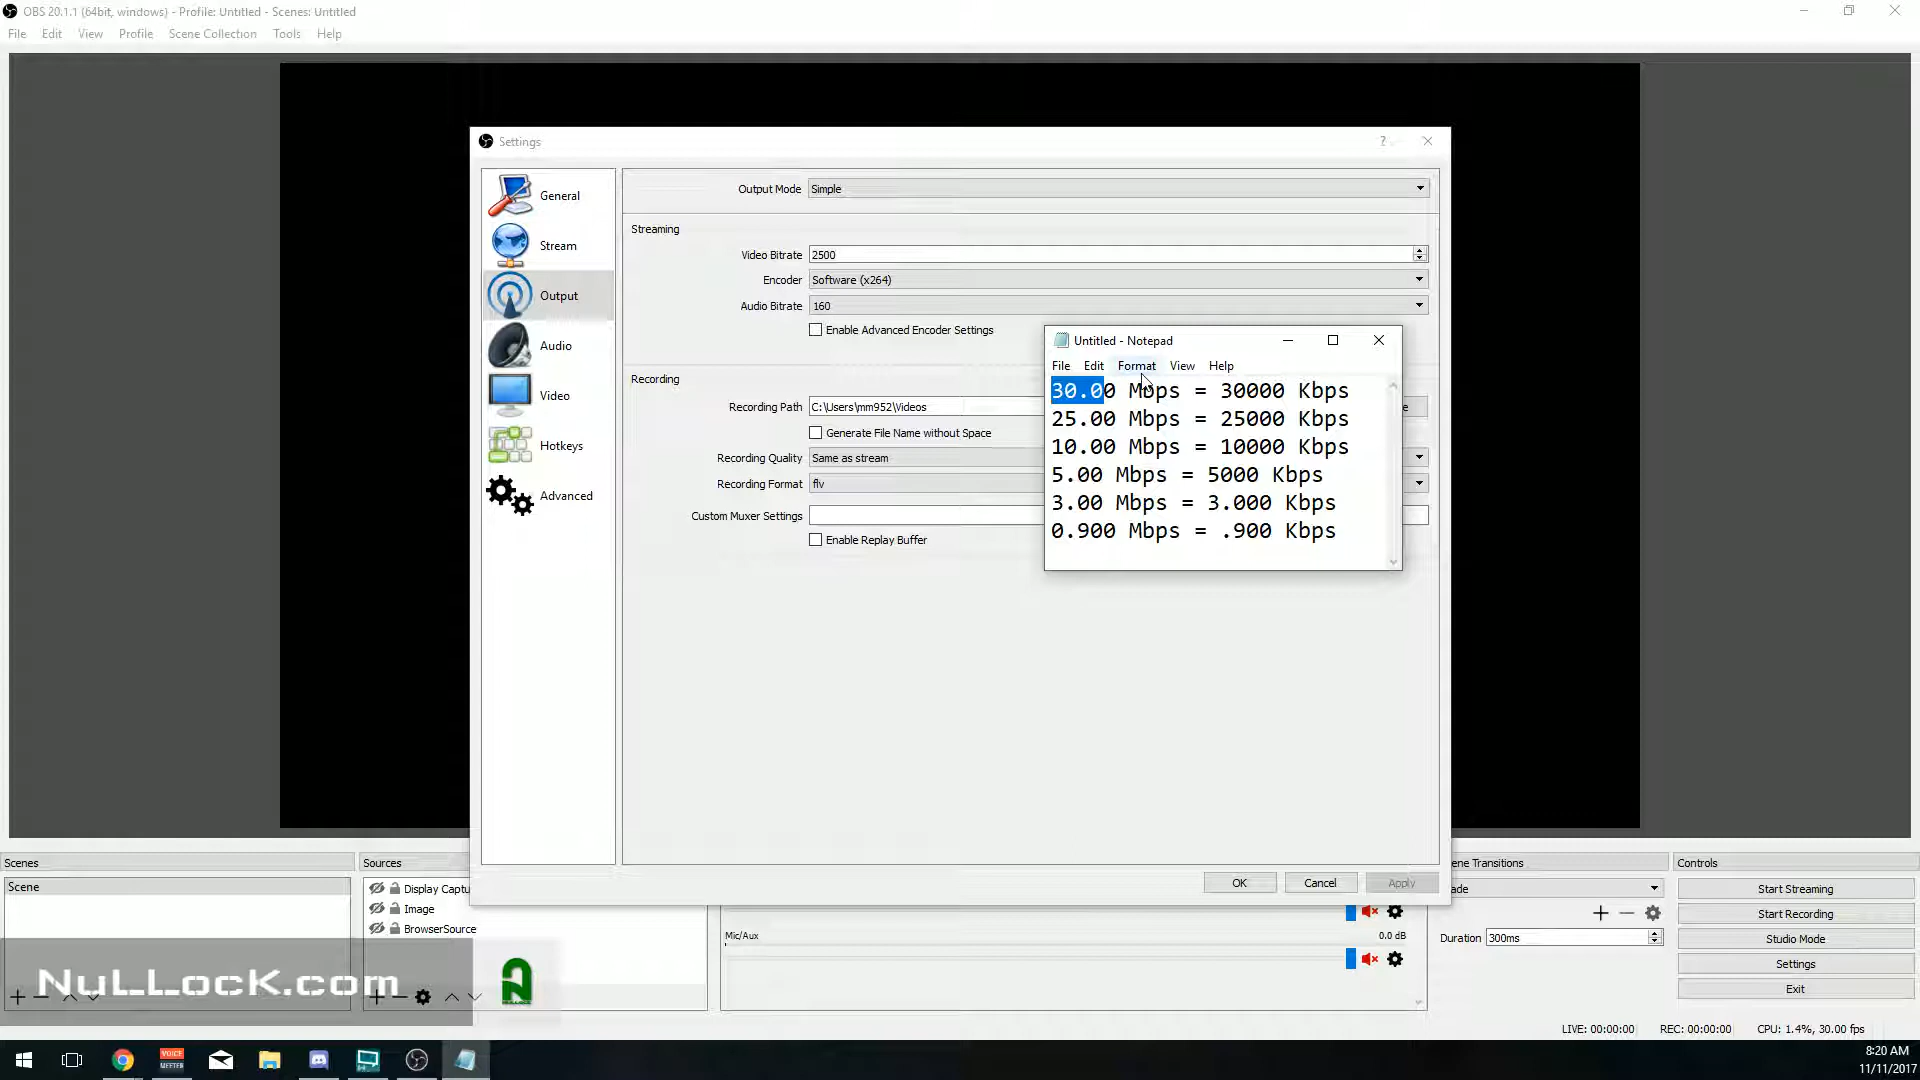 OBS 20.1.1 (64bit, windows) - Profile: Untitled - Scenes: Untitled
File Edit View Profile Scene Collection Tools Help
Settings
?
General
Stream
Output
Audio
Video
Hotkeys
Advanced
Output Mode Simple
Streaming
Video Bitrate 2500
Encoder Software (x264)
Audio Bitrate 160
Enable Advanced Encoder Settings
Recording
Recording Path C:\Users\mm952\Videos
Generate File Name without Space
Recording Quality Same as stream
Recording Format flv
Custom Muxer Settings
Enable Replay Buffer
Untitled - Notepad
File Edit Format View Help
30.00 Mbps = 30000 Kbps
25.00 Mbps = 25000 Kbps
10.00 Mbps = 10000 Kbps
5.00 Mbps = 5000 Kbps
3.00 Mbps = 3.000 Kbps
0.900 Mbps = .900 Kbps
OK Cancel Apply
Scenes
Scene
Sources
Display Captu
Image
BrowserSource
Mic/Aux 0.0 dB
ene Transitions
ade
Duration 300ms
Controls
Start Streaming
Start Recording
Studio Mode
Settings
Exit
NuLLocK.com
LIVE: 00:00:00 REC: 00:00:00 CPU: 1.4%, 30.00 fps
VOICE
MEETER
8:20 AM
11/11/2017